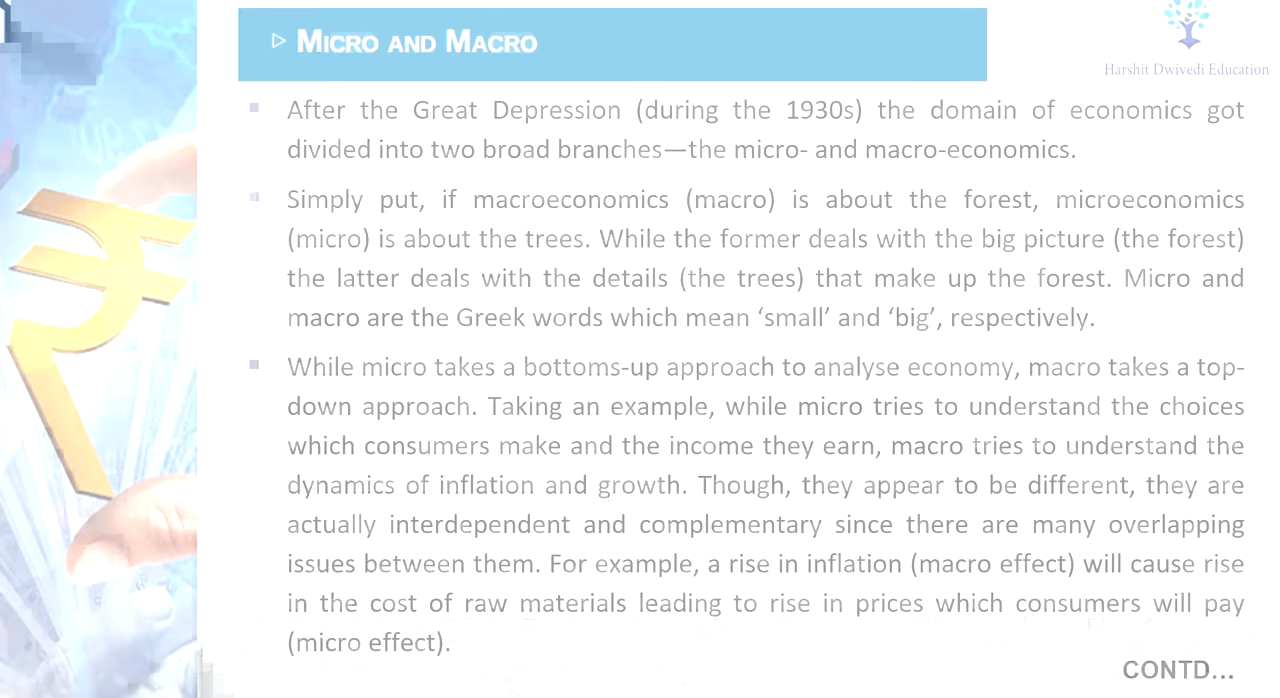 ▷ MICRO AND MACRO
Harshit Dwivedi Education
▪ After the Great Depression (during the 1930s) the domain of economics got
divided into two broad branches—the micro- and macro-economics.
▪ Simply put, if macroeconomics (macro) is about the forest, microeconomics
(micro) is about the trees. While the former deals with the big picture (the forest)
the latter deals with the details (the trees) that make up the forest. Micro and
macro are the Greek words which mean ‘small’ and ‘big’, respectively.
▪ While micro takes a bottoms-up approach to analyse economy, macro takes a top-
down approach. Taking an example, while micro tries to understand the choices
which consumers make and the income they earn, macro tries to understand the
dynamics of inflation and growth. Though, they appear to be different, they are
actually interdependent and complementary since there are many overlapping
issues between them. For example, a rise in inflation (macro effect) will cause rise
in the cost of raw materials leading to rise in prices which consumers will pay
(micro effect).
CONTD...